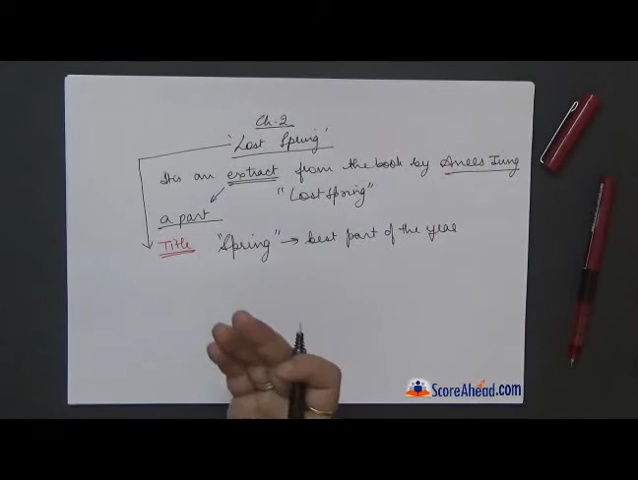 Ch. 2
"Lost Spring"
It is an extract from the book by Anees Jung
"Lost Spring"
a part
Title "Spring" → best part of the year
ScoreAhead.com